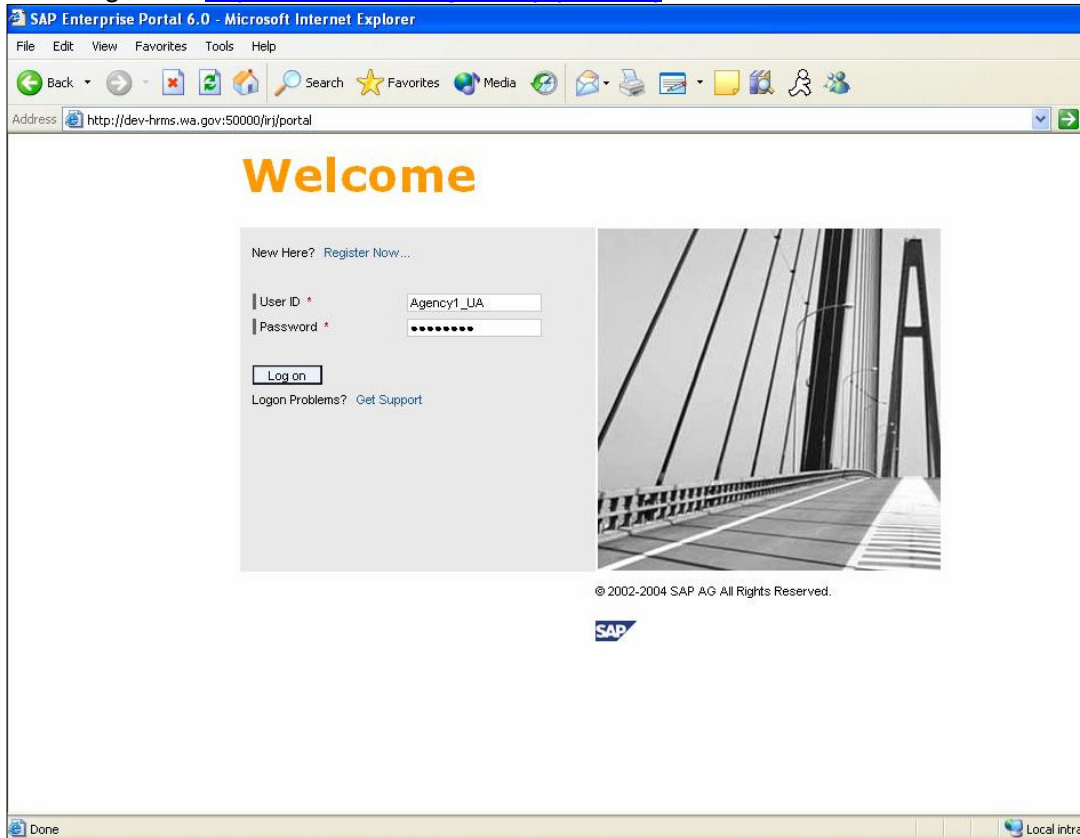 SAP Enterprise Portal 6.0 - Microsoft Internet Explorer
File Edit View Favorites Tools Help
Back Search Favorites Media
Address http://dev-hrms.wa.gov:50000/irj/portal
Welcome
New Here? Register Now...
User ID * Agency1_UA
Password * ••••••••
Log on
Logon Problems? Get Support
© 2002-2004 SAP AG All Rights Reserved.
SAP
Done Local intra